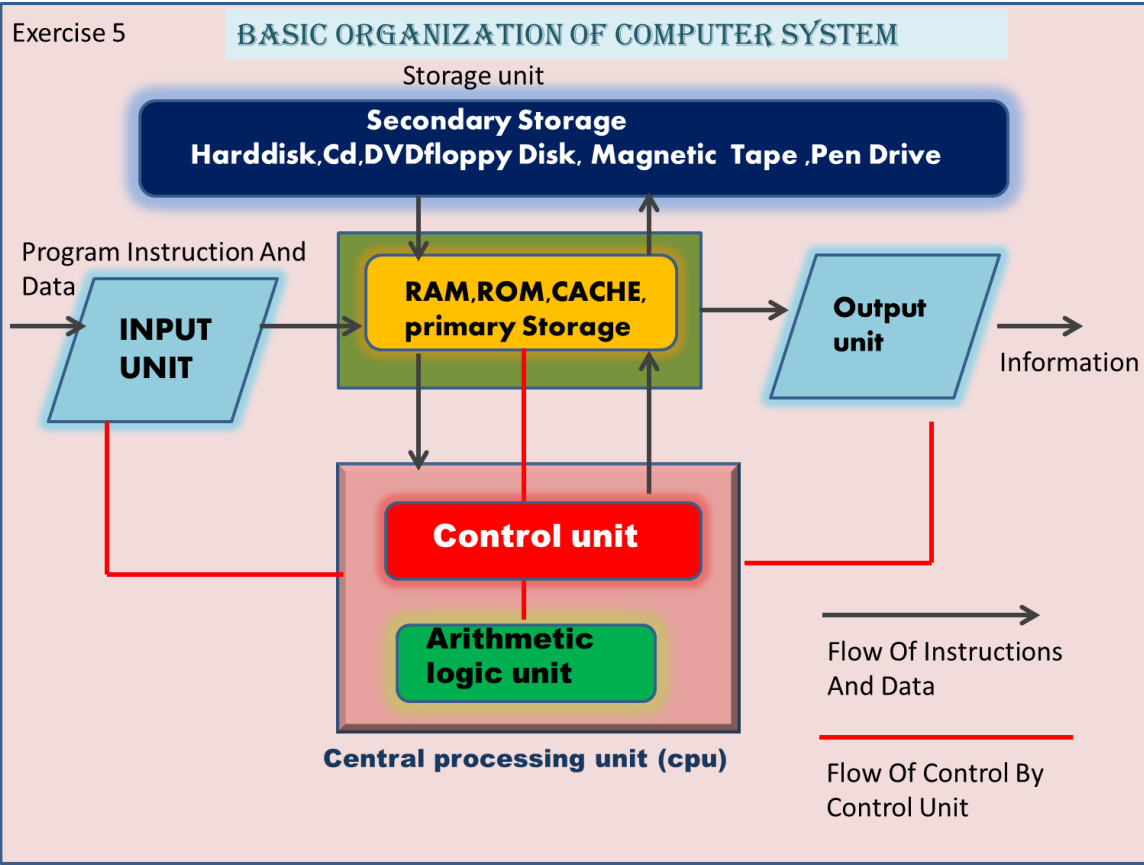 Exercise 5
BASIC ORGANIZATION OF COMPUTER SYSTEM
Storage unit
Secondary Storage
Harddisk,Cd,DVDfloppy Disk, Magnetic Tape ,Pen Drive
Program Instruction And
Data
INPUT
UNIT
RAM,ROM,CACHE,
primary Storage
Output
unit
Information
Control unit
Arithmetic
logic unit
Central processing unit (cpu)
Flow Of Instructions
And Data
Flow Of Control By
Control Unit